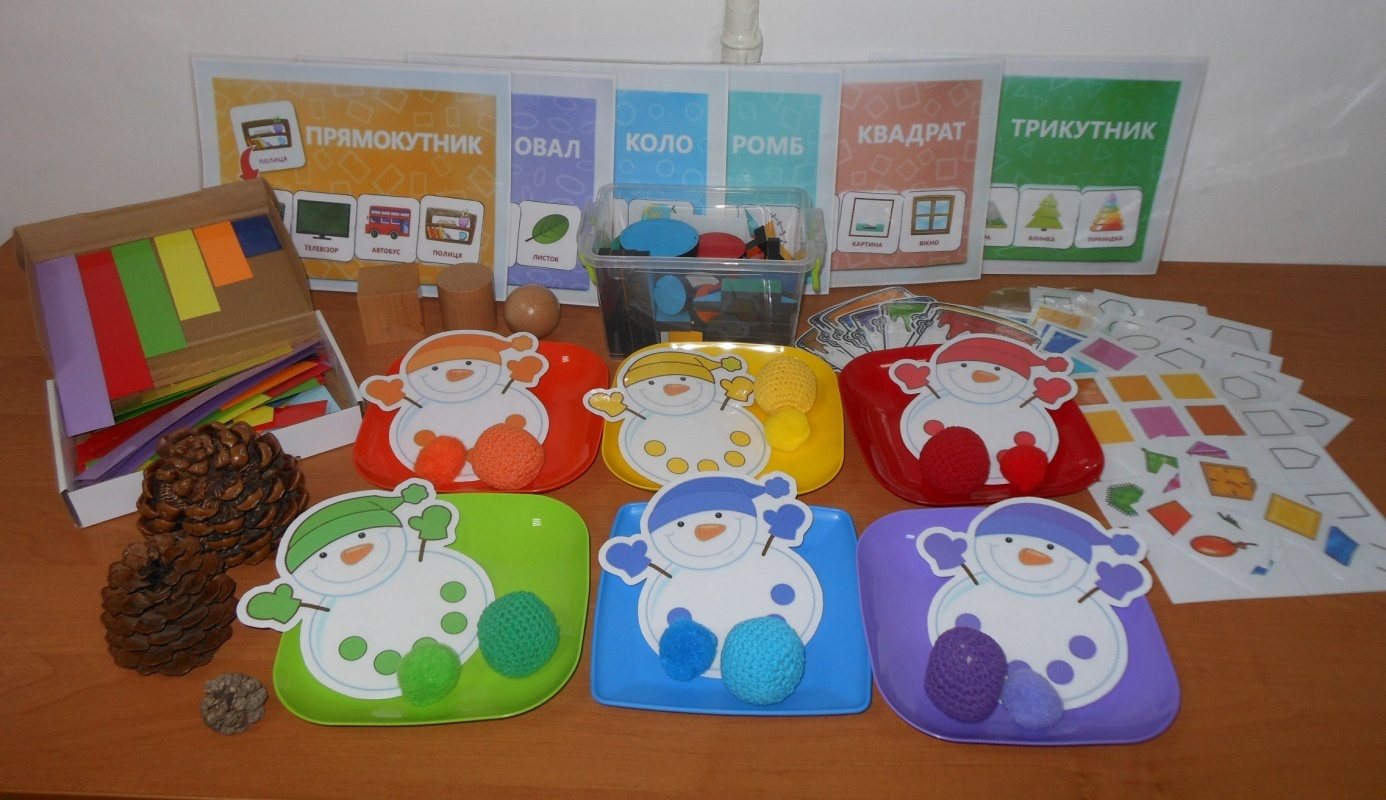 ПРЯМОКУТНИК
ПОЛИЦЯ
ТЕЛЕВІЗОР
АВТОБУС
ПОЛИЦЯ
ОВАЛ
ЛИСТОК
КОЛО
РОМБ
КВАДРАТ
КАРТИНА
ВІКНО
ТРИКУТНИК
ЯЛИНКА
ПІРАМІДКА